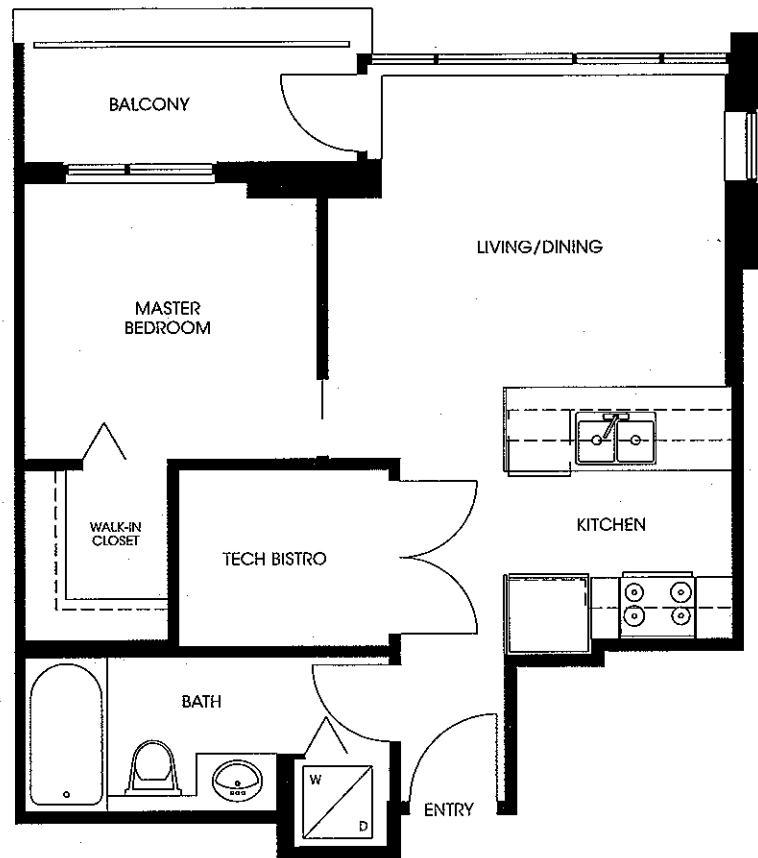 BALCONY
LIVING/DINING
MASTER
BEDROOM
WALK-IN
CLOSET
TECH BISTRO
KITCHEN
BATH
W
D
ENTRY